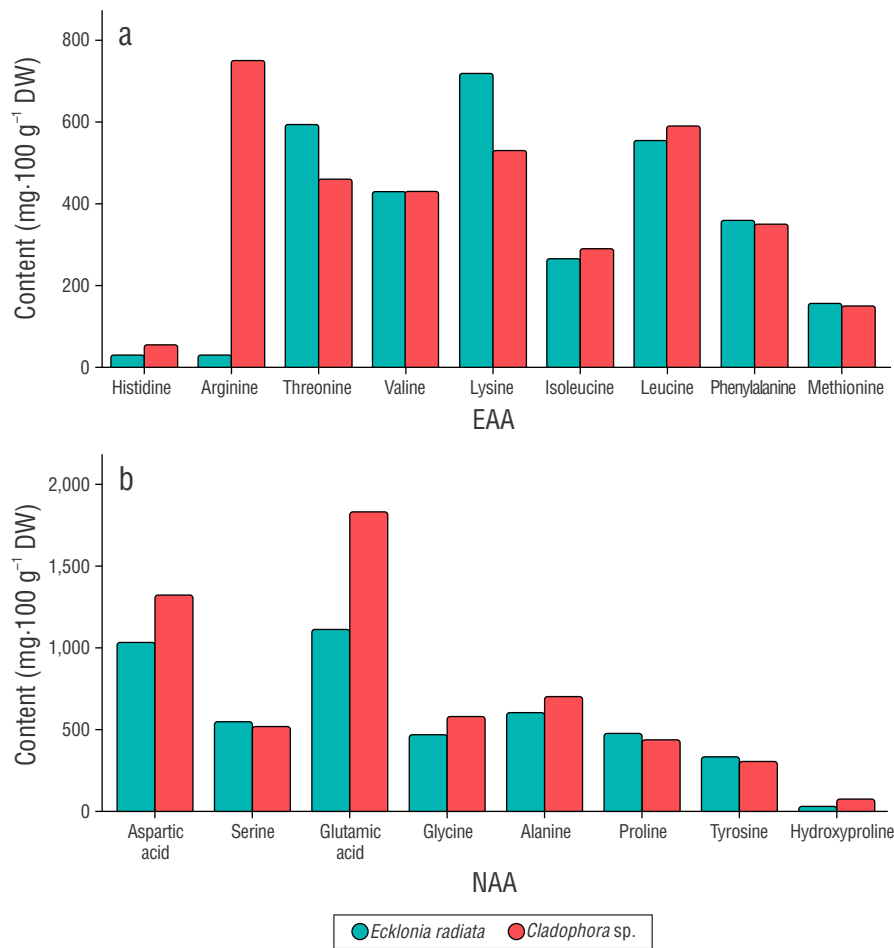 a
Content (mg·100 g⁻¹ DW)
800
600
400
200
0
Histidine Arginine Threonine Valine Lysine Isoleucine Leucine Phenylalanine Methionine
EAA
b
Content (mg·100 g⁻¹ DW)
2,000
1,500
1,000
500
0
Aspartic acid Serine Glutamic acid Glycine Alanine Proline Tyrosine Hydroxyproline
NAA
Ecklonia radiata Cladophora sp.